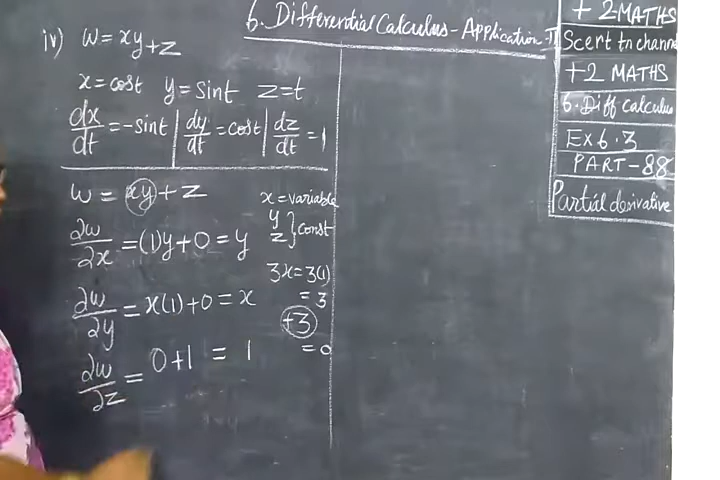 6. Differential Calculus - Application - II
iv) w = xy + z
x = cost y = sint z = t
dx/dt = -sint | dy/dt = cost | dz/dt = 1
w = xy + z
∂w/∂x = (1)y + 0 = y
∂w/∂y = x(1) + 0 = x
∂w/∂z = 0 + 1 = 1
x = variable
y
z } const
3x = 3(1)
= 3
+3
= 0
+ 2 MATHS
Scert tn channe
+2 MATHS
6. Diff calculus
Ex 6.3
PART-88
Partial derivative